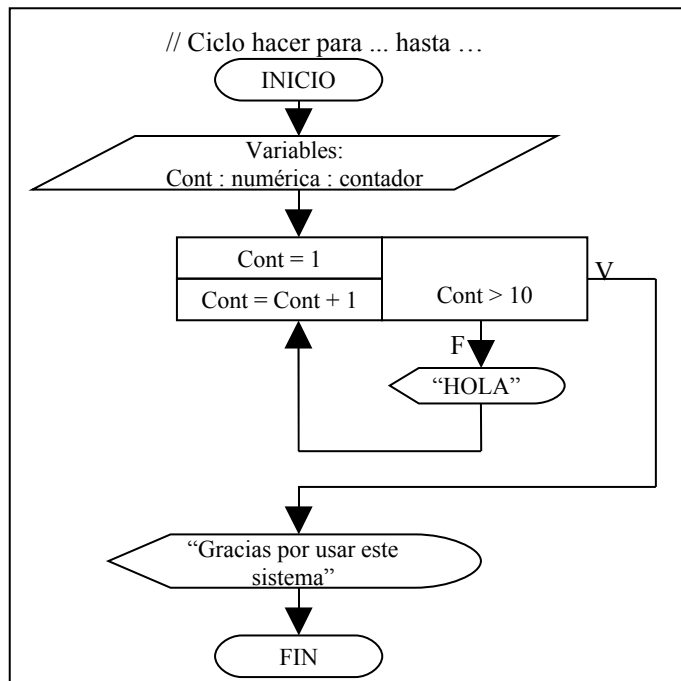 // Ciclo hacer para ... hasta …
INICIO
Variables:
Cont : numérica : contador
Cont = 1
Cont = Cont + 1
Cont > 10
V
F
“HOLA”
“Gracias por usar este
sistema”
FIN